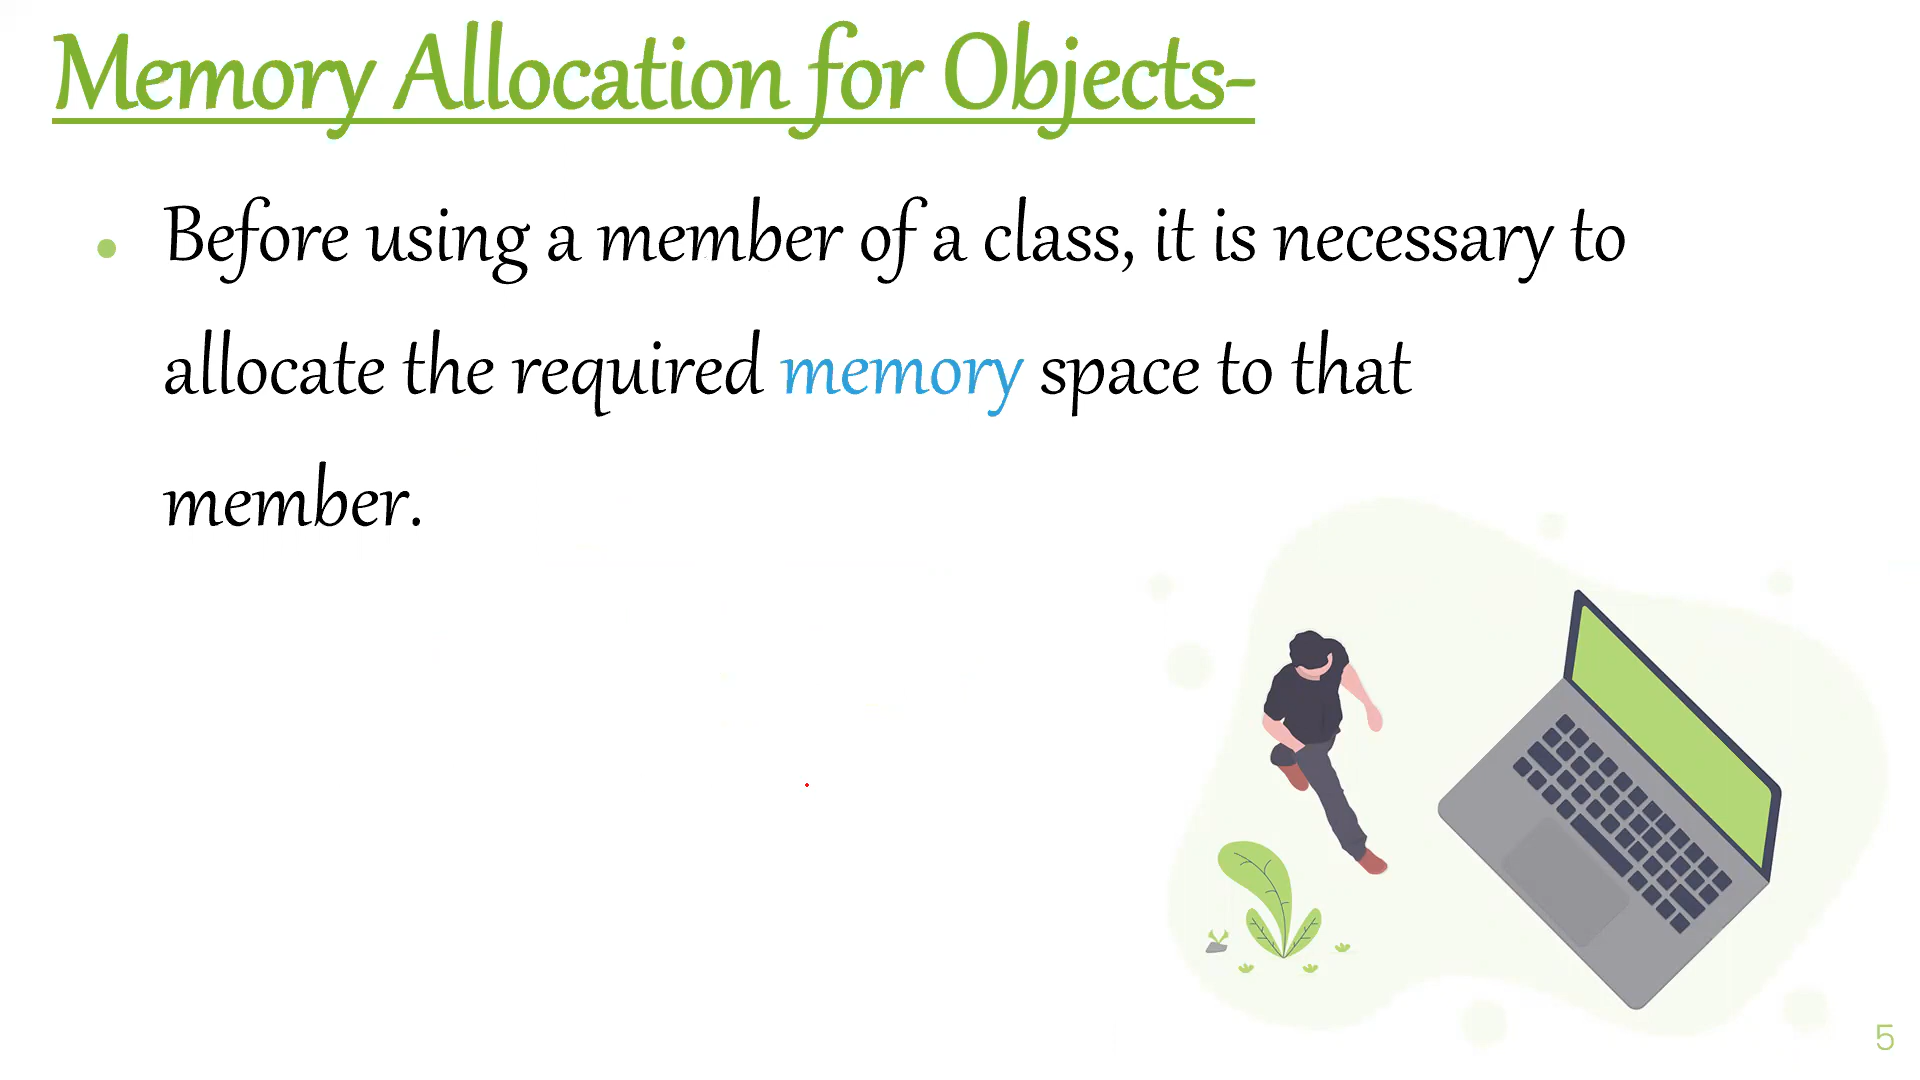 Memory Allocation for Objects-
Before using a member of a class, it is necessary to
allocate the required memory space to that
member.
5